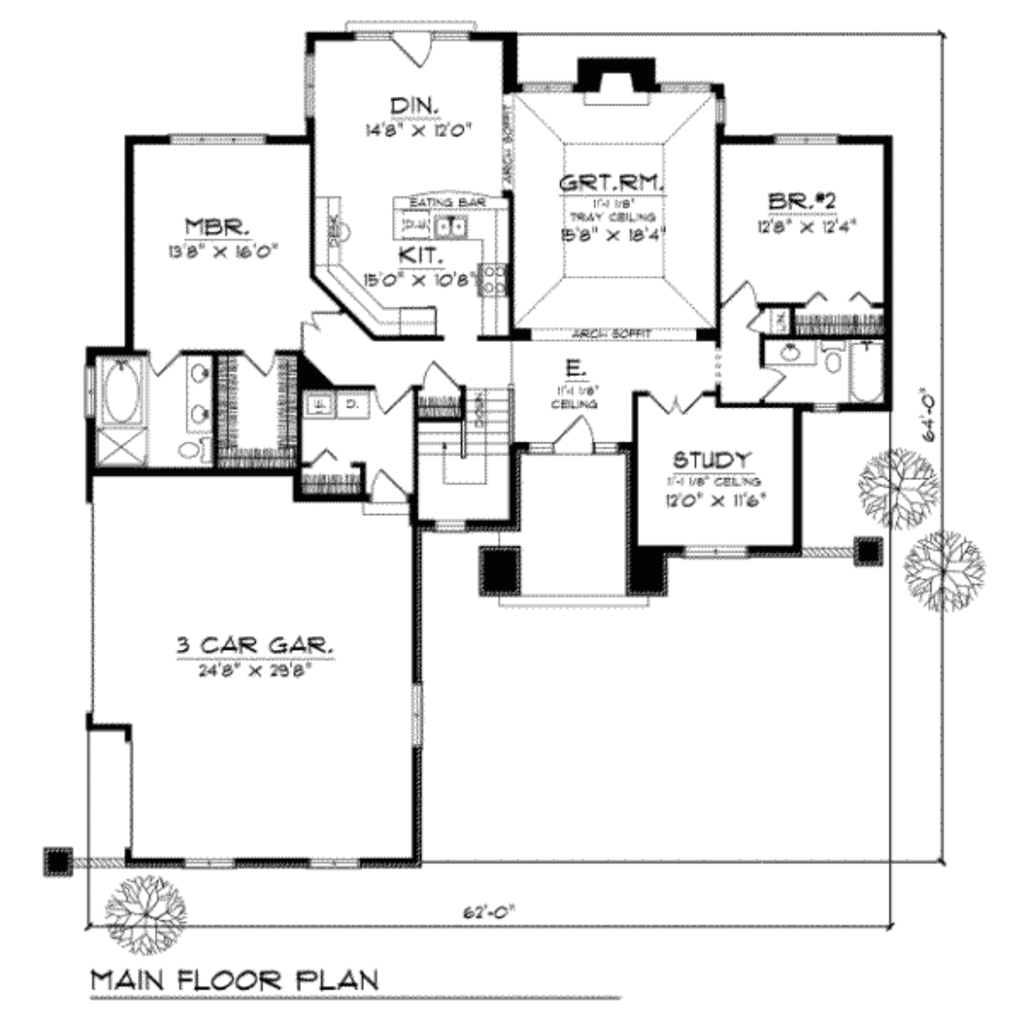 DIN.
14'8" X 12'0"
ARCH SOFFIT
GRT.RM.
11'-1 1/8"
TRAY CEILING
15'8" X 18'4"
BR.#2
12'8" X 12'4"
EATING BAR
DESK
D.W.
KIT.
15'0" X 10'8"
MBR.
13'8" X 16'0"
LIN.
ARCH SOFFIT
E.
11'-1 1/8"
CEILING
D.
DOWN
STUDY
11'-1 1/8" CEILING
12'0" X 11'6"
64'-0"
3 CAR GAR.
24'8" X 29'8"
62'-0"
MAIN FLOOR PLAN